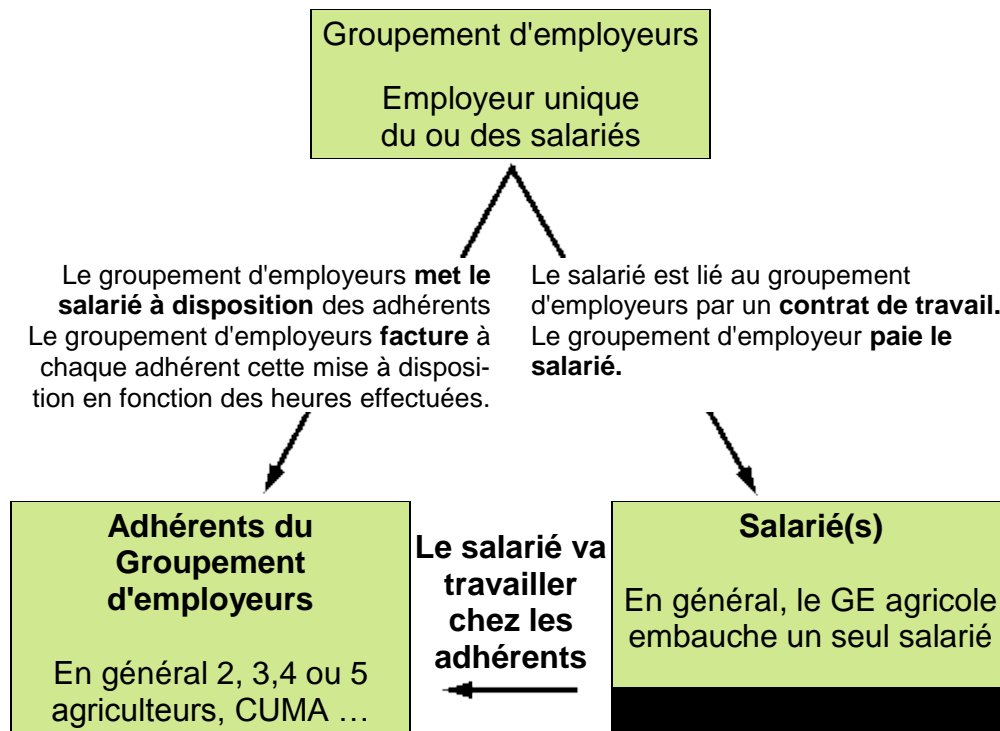 Groupement d'employeurs
Employeur unique
du ou des salariés
Le groupement d'employeurs met le
salarié à disposition des adhérents
Le groupement d'employeurs facture à
chaque adhérent cette mise à disposi-
tion en fonction des heures effectuées.
Le salarié est lié au groupement
d'employeurs par un contrat de travail.
Le groupement d'employeur paie le
salarié.
Adhérents du
Groupement
d'employeurs
En général 2, 3,4 ou 5
agriculteurs, CUMA …
Le salarié va
travailler
chez les
adhérents
Salarié(s)
En général, le GE agricole
embauche un seul salarié